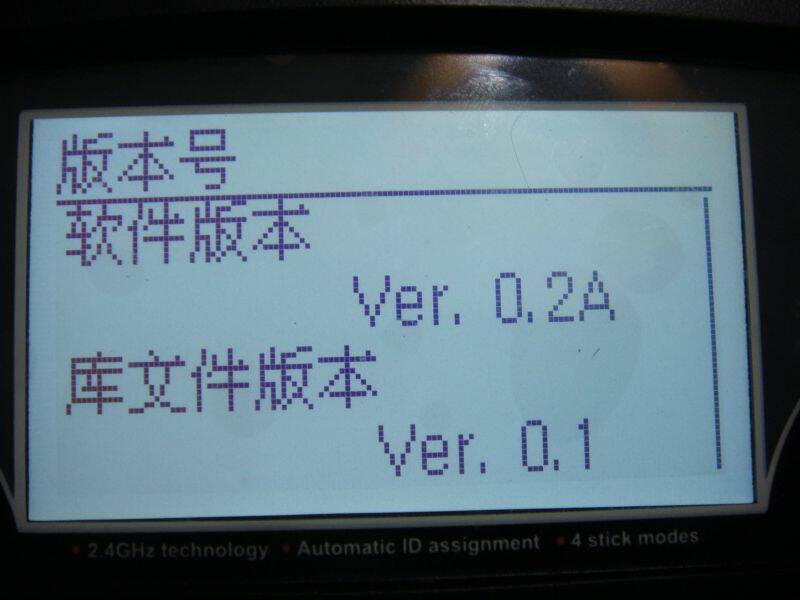 版本号
软件版本
Ver. 0.2A
库文件版本
Ver. 0.1
• 2.4GHz technology • Automatic ID assignment • 4 stick modes